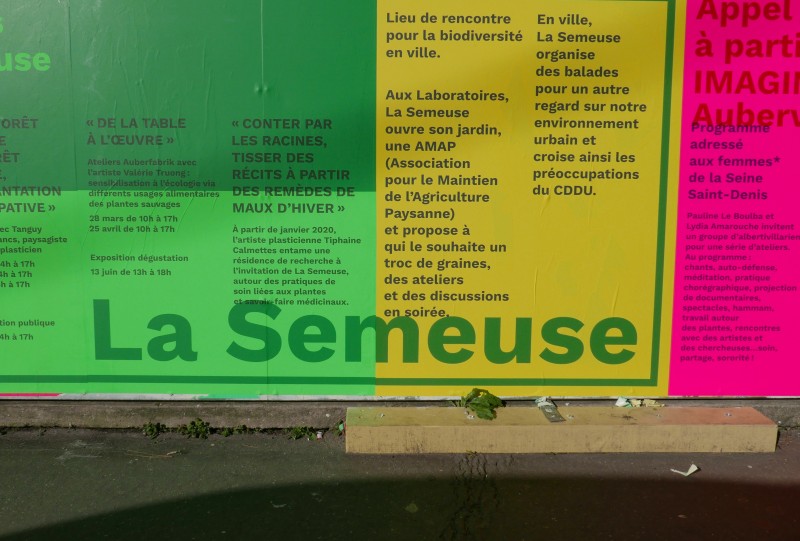 use
ORÊT
E
RÊT
E,
NTATION
PATIVE »
ec Tanguy
ancs, paysagiste
plasticien
4h à 17h
4h à 17h
h à 17h
tion publique
4h à 17h
« DE LA TABLE
À L'ŒUVRE »
Ateliers Auberfabrik avec
l'artiste Valérie Truong :
sensibilisation à l'écologie via
différents usages alimentaires
des plantes sauvages
28 mars de 10h à 17h
25 avril de 10h à 17h
Exposition dégustation
13 juin de 13h à 18h
« CONTER PAR
LES RACINES,
TISSER DES
RÉCITS À PARTIR
DES REMÈDES DE
MAUX D'HIVER »
À partir de janvier 2020,
l'artiste plasticienne Tiphaine
Calmettes entame une
résidence de recherche à
l'invitation de La Semeuse,
autour des pratiques de
soin liées aux plantes
et savoir-faire médicinaux.
Lieu de rencontre
pour la biodiversité
en ville.
Aux Laboratoires,
La Semeuse
ouvre son jardin,
une AMAP
(Association
pour le Maintien
de l'Agriculture
Paysanne)
et propose à
qui le souhaite un
troc de graines,
des ateliers
et des discussions
en soirée.
En ville,
La Semeuse
organise
des balades
pour un autre
regard sur notre
environnement
urbain et
croise ainsi les
préoccupations
du CDDU.
La Semeuse
Appel
à parti
IMAGIN
Auberv
Programme
adressé
aux femmes*
de la Seine
Saint-Denis
Pauline Le Boulba et
Lydia Amarouche invitent
un groupe d'albertivillariens
pour une série d'ateliers.
Au programme :
chants, auto-défense,
méditation, pratique
chorégraphique, projection
de documentaires,
spectacles, hammam,
travail autour
des plantes, rencontres
avec des artistes et
des chercheuses...soin,
partage, sororité !